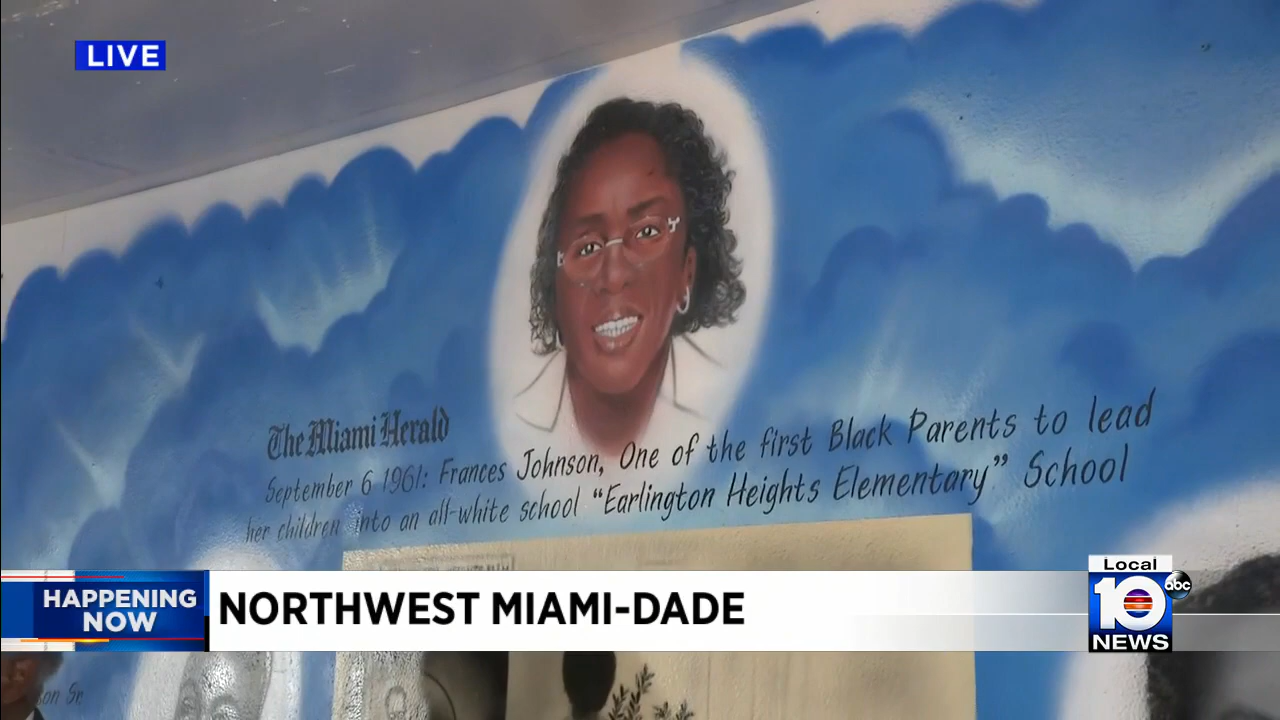 LIVE
The Miami Herald
September 6 1961: Frances Johnson, One of the first Black Parents to lead
her children into an all-white school “Earlington Heights Elementary” School
HAPPENING
NOW
NORTHWEST MIAMI-DADE
Local
10 abc
NEWS
Sr.